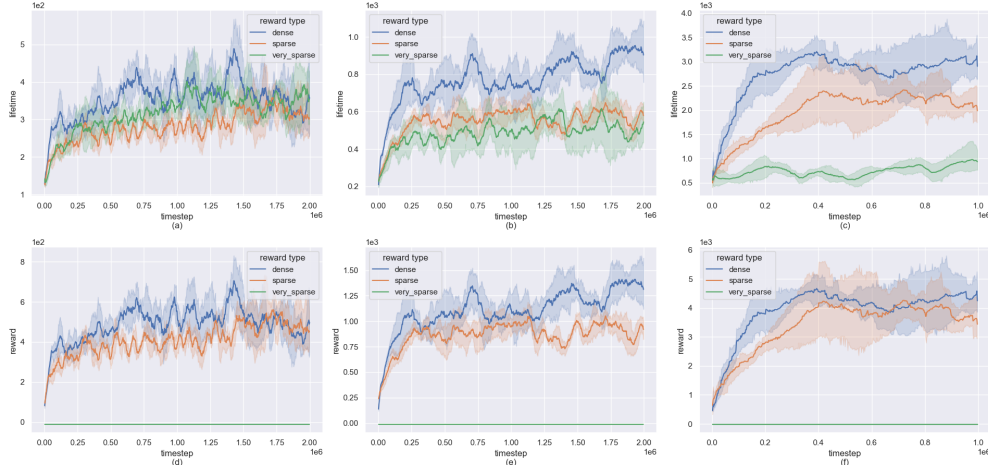 1e2
reward type
dense
sparse
very_sparse
5
4
3
2
1
lifetime
0.00 0.25 0.50 0.75 1.00 1.25 1.50 1.75 2.00
timestep 1e6
(a)
1e3
reward type
dense
sparse
very_sparse
1.0
0.8
0.6
0.4
0.2
lifetime
0.00 0.25 0.50 0.75 1.00 1.25 1.50 1.75 2.00
timestep 1e6
(b)
1e3
reward type
dense
sparse
very_sparse
4.0
3.5
3.0
2.5
2.0
1.5
1.0
0.5
lifetime
0.0 0.2 0.4 0.6 0.8 1.0
timestep 1e6
(c)
1e2
reward type
dense
sparse
very_sparse
8
6
4
2
0
reward
0.00 0.25 0.50 0.75 1.00 1.25 1.50 1.75 2.00
timestep 1e6
(d)
1e3
reward type
dense
sparse
very_sparse
1.50
1.25
1.00
0.75
0.50
0.25
0.00
reward
0.00 0.25 0.50 0.75 1.00 1.25 1.50 1.75 2.00
timestep 1e6
(e)
1e3
reward type
dense
sparse
very_sparse
6
5
4
3
2
1
0
reward
0.0 0.2 0.4 0.6 0.8 1.0
timestep 1e6
(f)